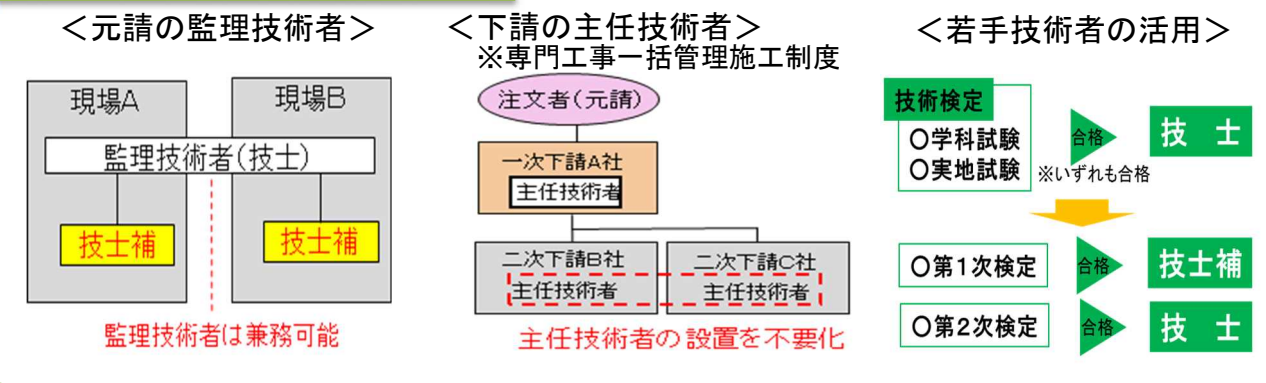 ＜元請の監理技術者＞
現場A
現場B
監理技術者(技士)
技士補
技士補
監理技術者は兼務可能
＜下請の主任技術者＞
※専門工事一括管理施工制度
注文者(元請)
一次下請A社
主任技術者
二次下請B社
主任技術者
二次下請C社
主任技術者
主任技術者の設置を不要化
＜若手技術者の活用＞
技術検定
○学科試験
○実地試験
合格
※いずれも合格
技　士
○第1次検定
合格
技士補
○第2次検定
合格
技　士